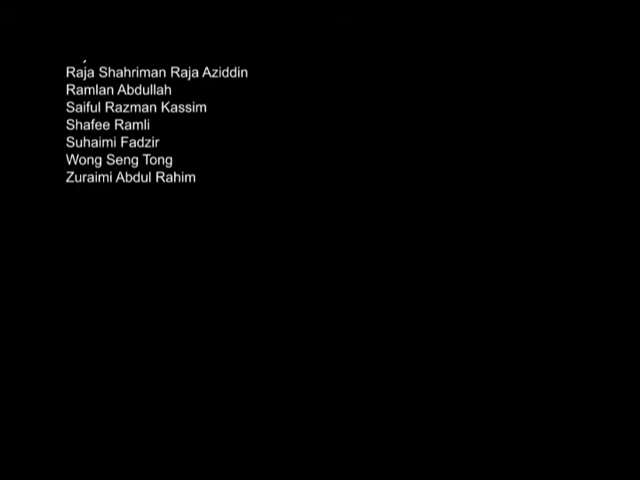 Raja Shahriman Raja Aziddin
Ramlan Abdullah
Saiful Razman Kassim
Shafee Ramli
Suhaimi Fadzir
Wong Seng Tong
Zuraimi Abdul Rahim